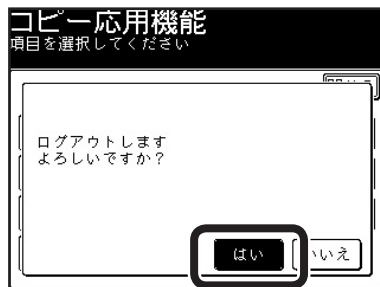 コピー応用機能
項目を選択してください
ログアウトします
よろしいですか？
はい
いいえ